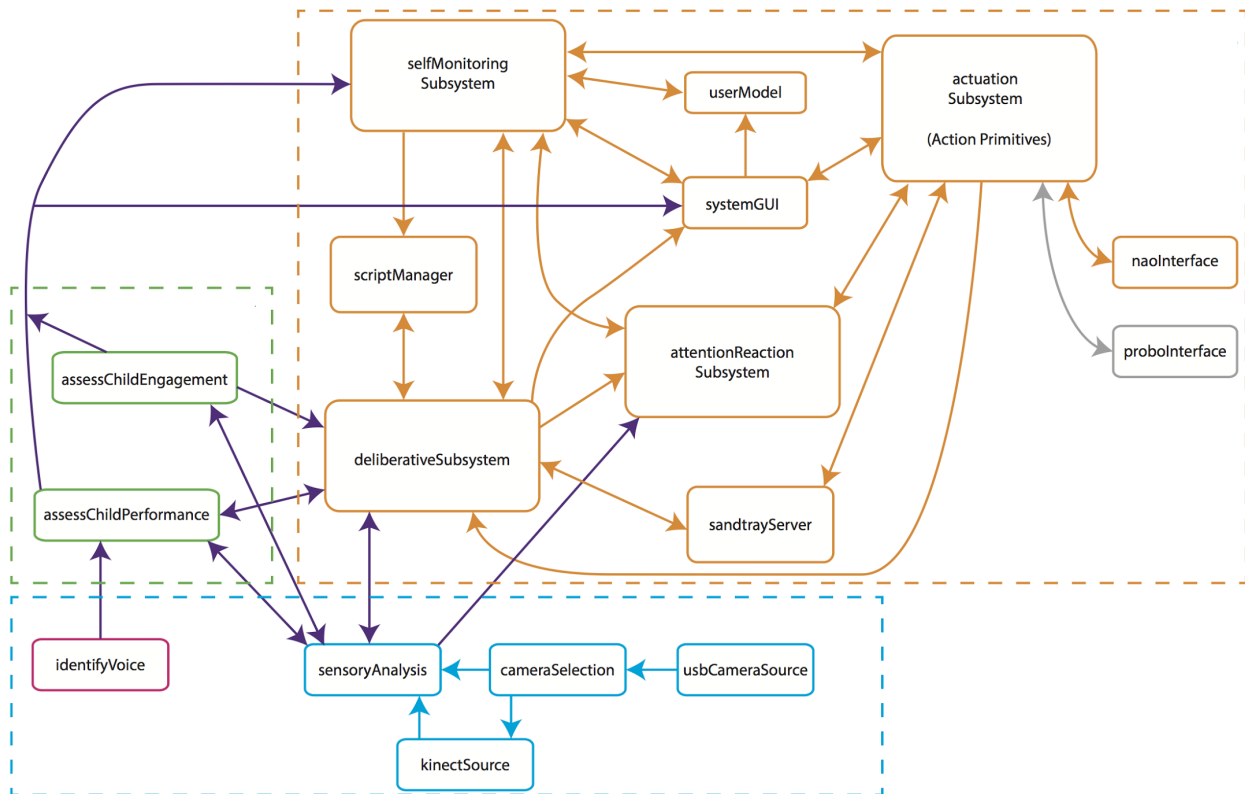 selfMonitoring
Subsystem
userModel
actuation
Subsystem
(Action Primitives)
systemGUI
scriptManager
naoInterface
attentionReaction
Subsystem
proboInterface
assessChildEngagement
deliberativeSubsystem
assessChildPerformance
sandtrayServer
identifyVoice
sensoryAnalysis
cameraSelection
usbCameraSource
kinectSource